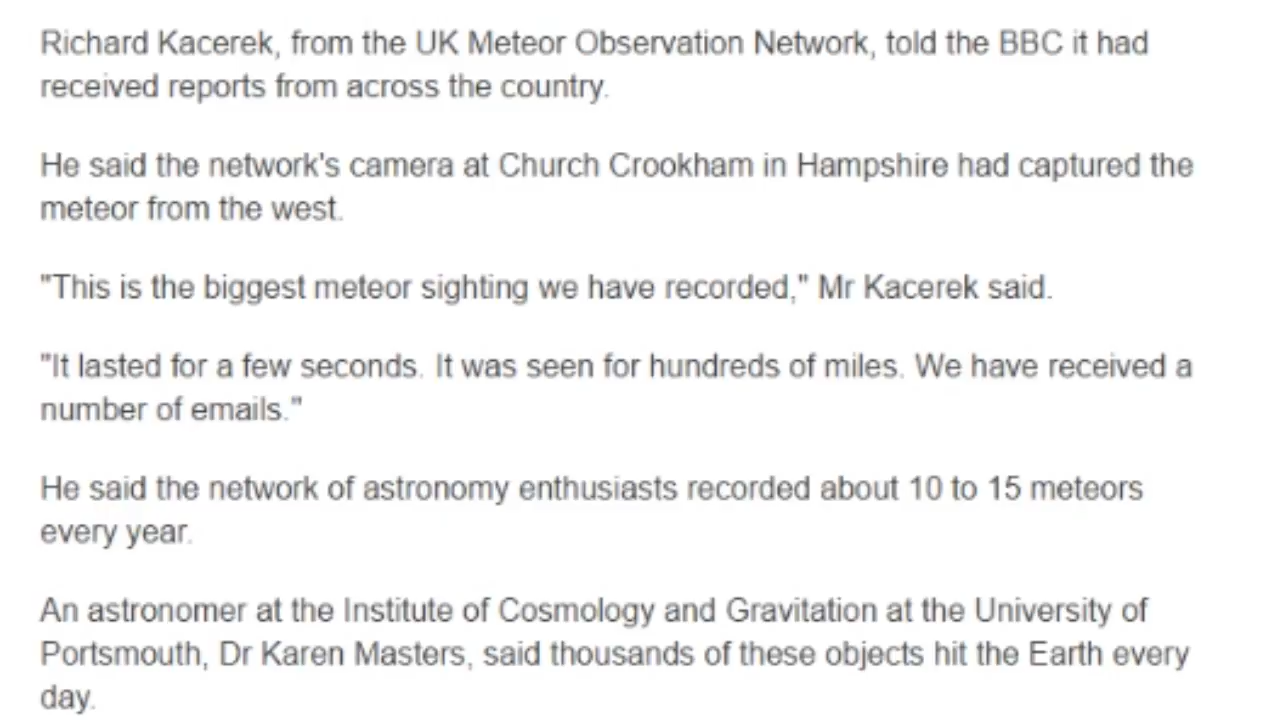 Richard Kacerek, from the UK Meteor Observation Network, told the BBC it had
received reports from across the country.
He said the network's camera at Church Crookham in Hampshire had captured the
meteor from the west.
"This is the biggest meteor sighting we have recorded," Mr Kacerek said.
"It lasted for a few seconds. It was seen for hundreds of miles. We have received a
number of emails."
He said the network of astronomy enthusiasts recorded about 10 to 15 meteors
every year.
An astronomer at the Institute of Cosmology and Gravitation at the University of
Portsmouth, Dr Karen Masters, said thousands of these objects hit the Earth every
day.